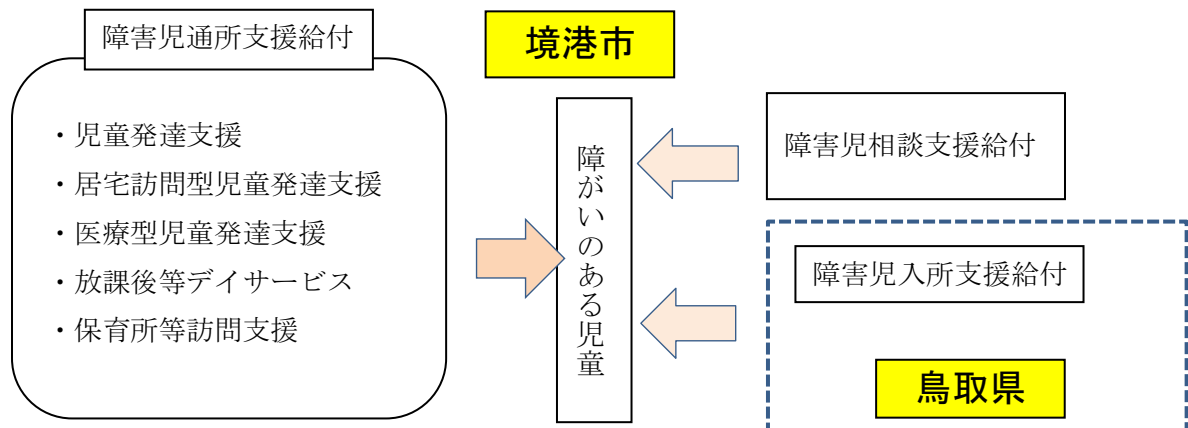 障害児通所支援給付
境港市
・児童発達支援
・居宅訪問型児童発達支援
・医療型児童発達支援
・放課後等デイサービス
・保育所等訪問支援
障がいのある児童
障害児相談支援給付
障害児入所支援給付
鳥取県